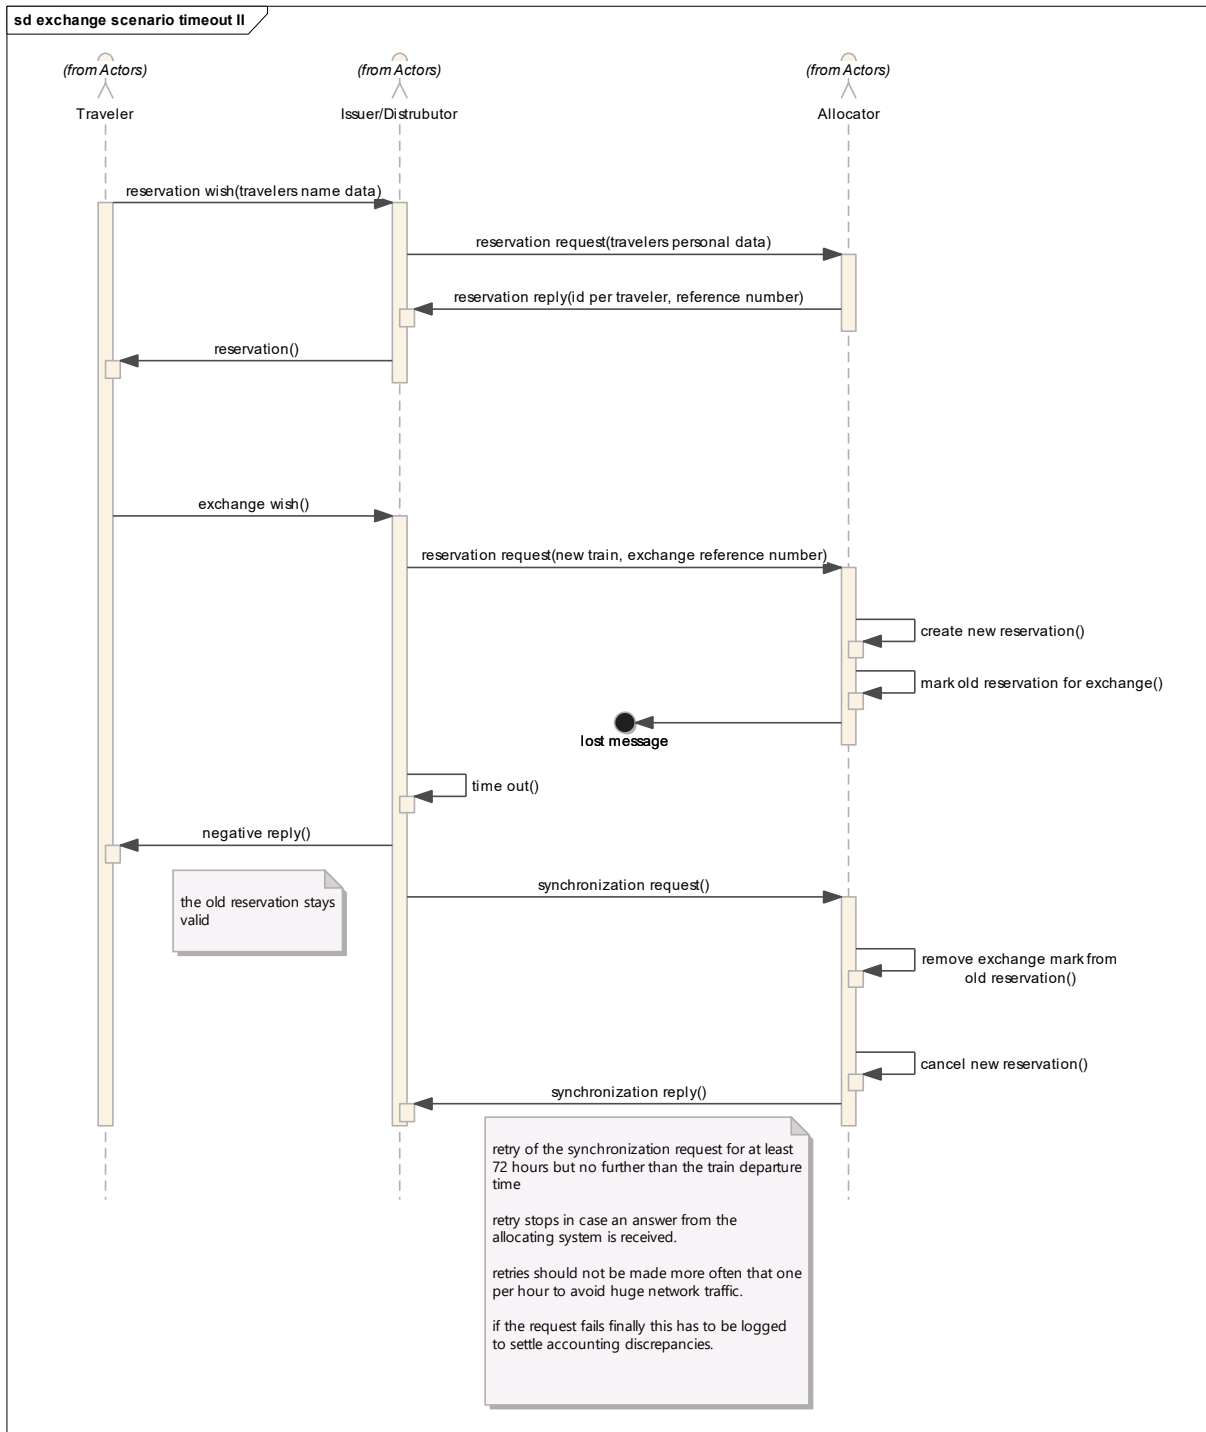 sd exchange scenario timeout II
(from Actors)
(from Actors)
(from Actors)
Traveler
Issuer/Distrubutor
Allocator
reservation wish(travelers name data)
reservation request(travelers personal data)
reservation reply(id per traveler, reference number)
reservation()
exchange wish()
reservation request(new train, exchange reference number)
create new reservation()
mark old reservation for exchange()
lost message
time out()
negative reply()
synchronization request()
the old reservation stays
valid
remove exchange mark from
old reservation()
cancel new reservation()
synchronization reply()
retry of the synchronization request for at least
72 hours but no further than the train departure
time
retry stops in case an answer from the
allocating system is received.
retries should not be made more often that one
per hour to avoid huge network traffic.
if the request fails finally this has to be logged
to settle accounting discrepancies.